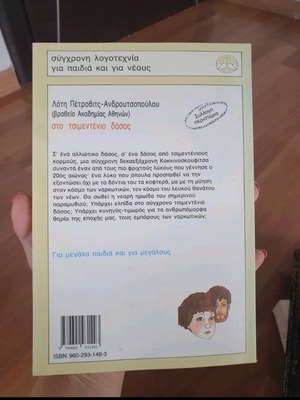 σύγχρονη λογοτεχνία
για παιδιά και για νέους
Λότη Πέτροβιτς-Ανδρουτσοπούλου
(βραβείο Ακαδημίας Αθηνών)
Συλλογή
περιστέρια
στο τσιμεντένιο δάσος
Σ' ένα αλλιώτικο δάσος, σ' ένα δάσος από τσιμεντένιους
κορμούς, μια σύγχρονη δεκαεξάχρονη Κοκκινοσκουφίτσα
συναντά έναν από τους πιο φριχτούς λύκους που γέννησε ο
20ός αιώνας· ένα λύκο που ύπουλα προσπαθεί να την
εξοντώσει όχι με τα δόντια του τα κοφτερά, με τη μύηση
στον κόσμο των ναρκωτικών, τον κόσμο του λευκού θανάτου
των νέων. Θα σωθεί η νεαρή ηρωίδα του σημερινού
παραμυθιού; Υπάρχει ελπίδα στο σύγχρονο τσιμεντένιο
δάσος; Υπάρχει κυνηγός-τιμωρός για τα ανθρωπόμορφα
θηρία της εποχής μας, τους εμπόρους των ναρκωτικών;
Για μεγάλα παιδιά και για μεγάλους
ISBN 960-293-149-3